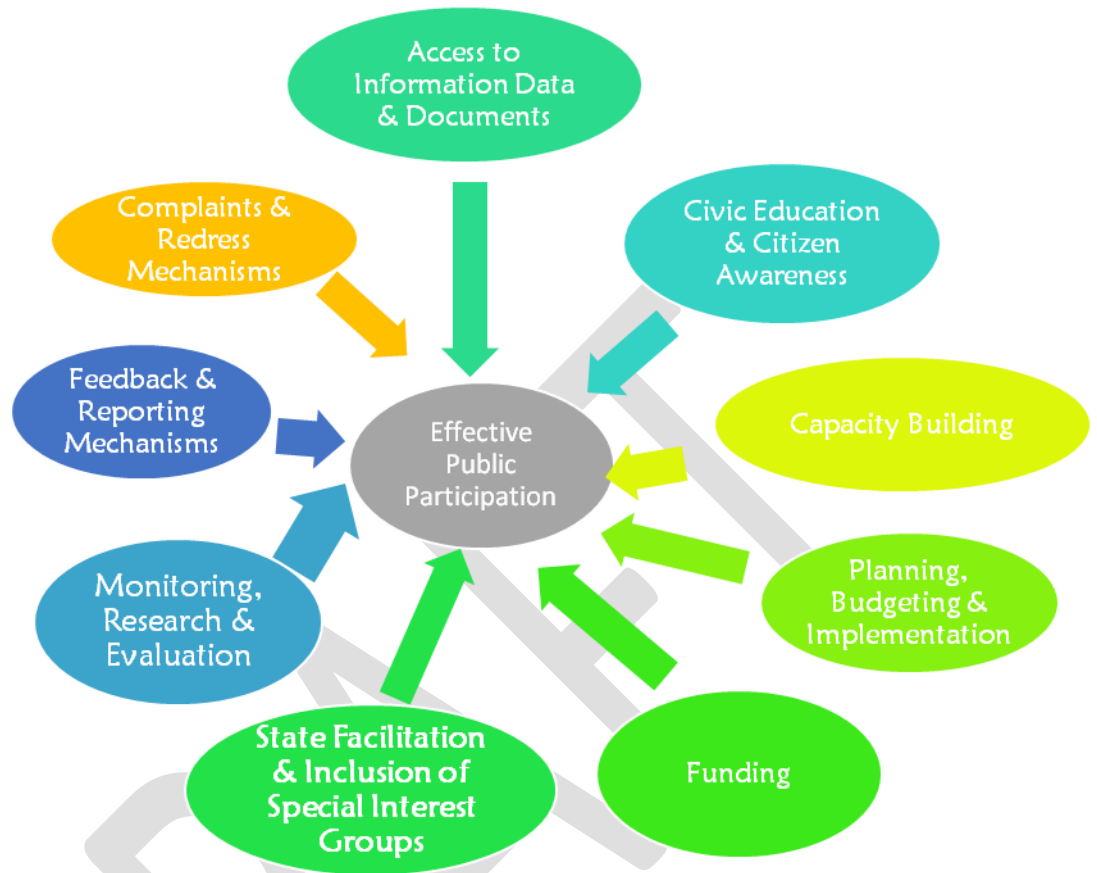 Access to
Information Data
& Documents
Civic Education
& Citizen
Awareness
Capacity Building
Planning,
Budgeting &
Implementation
Funding
State Facilitation
& Inclusion of
Special Interest
Groups
Monitoring,
Research &
Evaluation
Feedback &
Reporting
Mechanisms
Complaints &
Redress
Mechanisms
Effective
Public
Participation